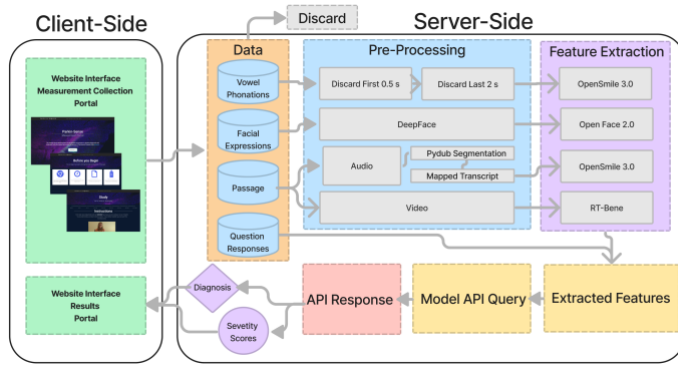 Client-Side
Server-Side
Discard
Website Interface
Measurement Collection
Portal
Data
Vowel
Phonations
Facial
Expressions
Passage
Question
Responses
Pre-Processing
Discard First 0.5 s
Discard Last 2 s
DeepFace
Audio
Pydub Segmentation
Mapped Transcript
Video
Feature Extraction
OpenSmile 3.0
Open Face 2.0
OpenSmile 3.0
RT-Bene
Website Interface
Results
Portal
Diagnosis
Sevetity
Scores
API Response
Model API Query
Extracted Features